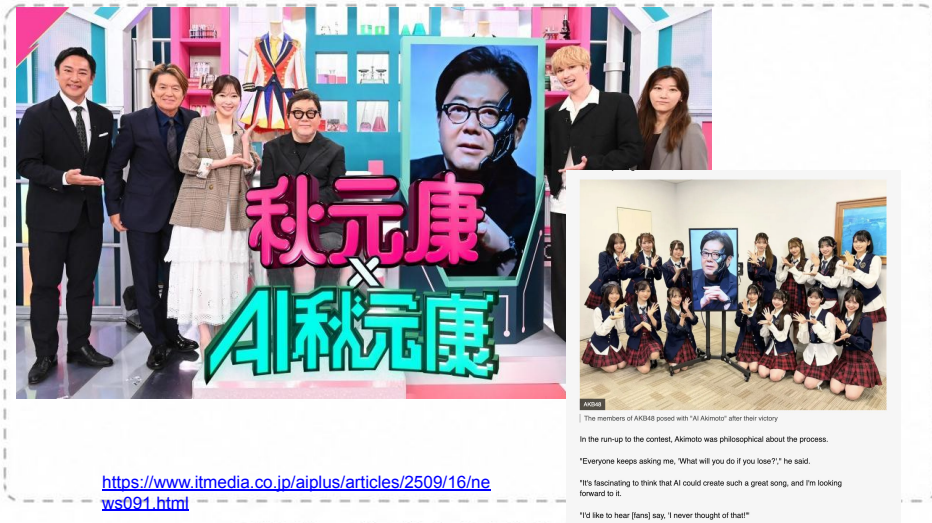 秋元康
×
AI秋元康
AKB48
The members of AKB48 posed with "AI Akimoto" after their victory
In the run-up to the contest, Akimoto was philosophical about the process.
"Everyone keeps asking me, 'What will you do if you lose?'," he said.
"It's fascinating to think that AI could create such a great song, and I'm looking
forward to it.
"I'd like to hear [fans] say, 'I never thought of that!'"
https://www.itmedia.co.jp/aiplus/articles/2509/16/ne
ws091.html